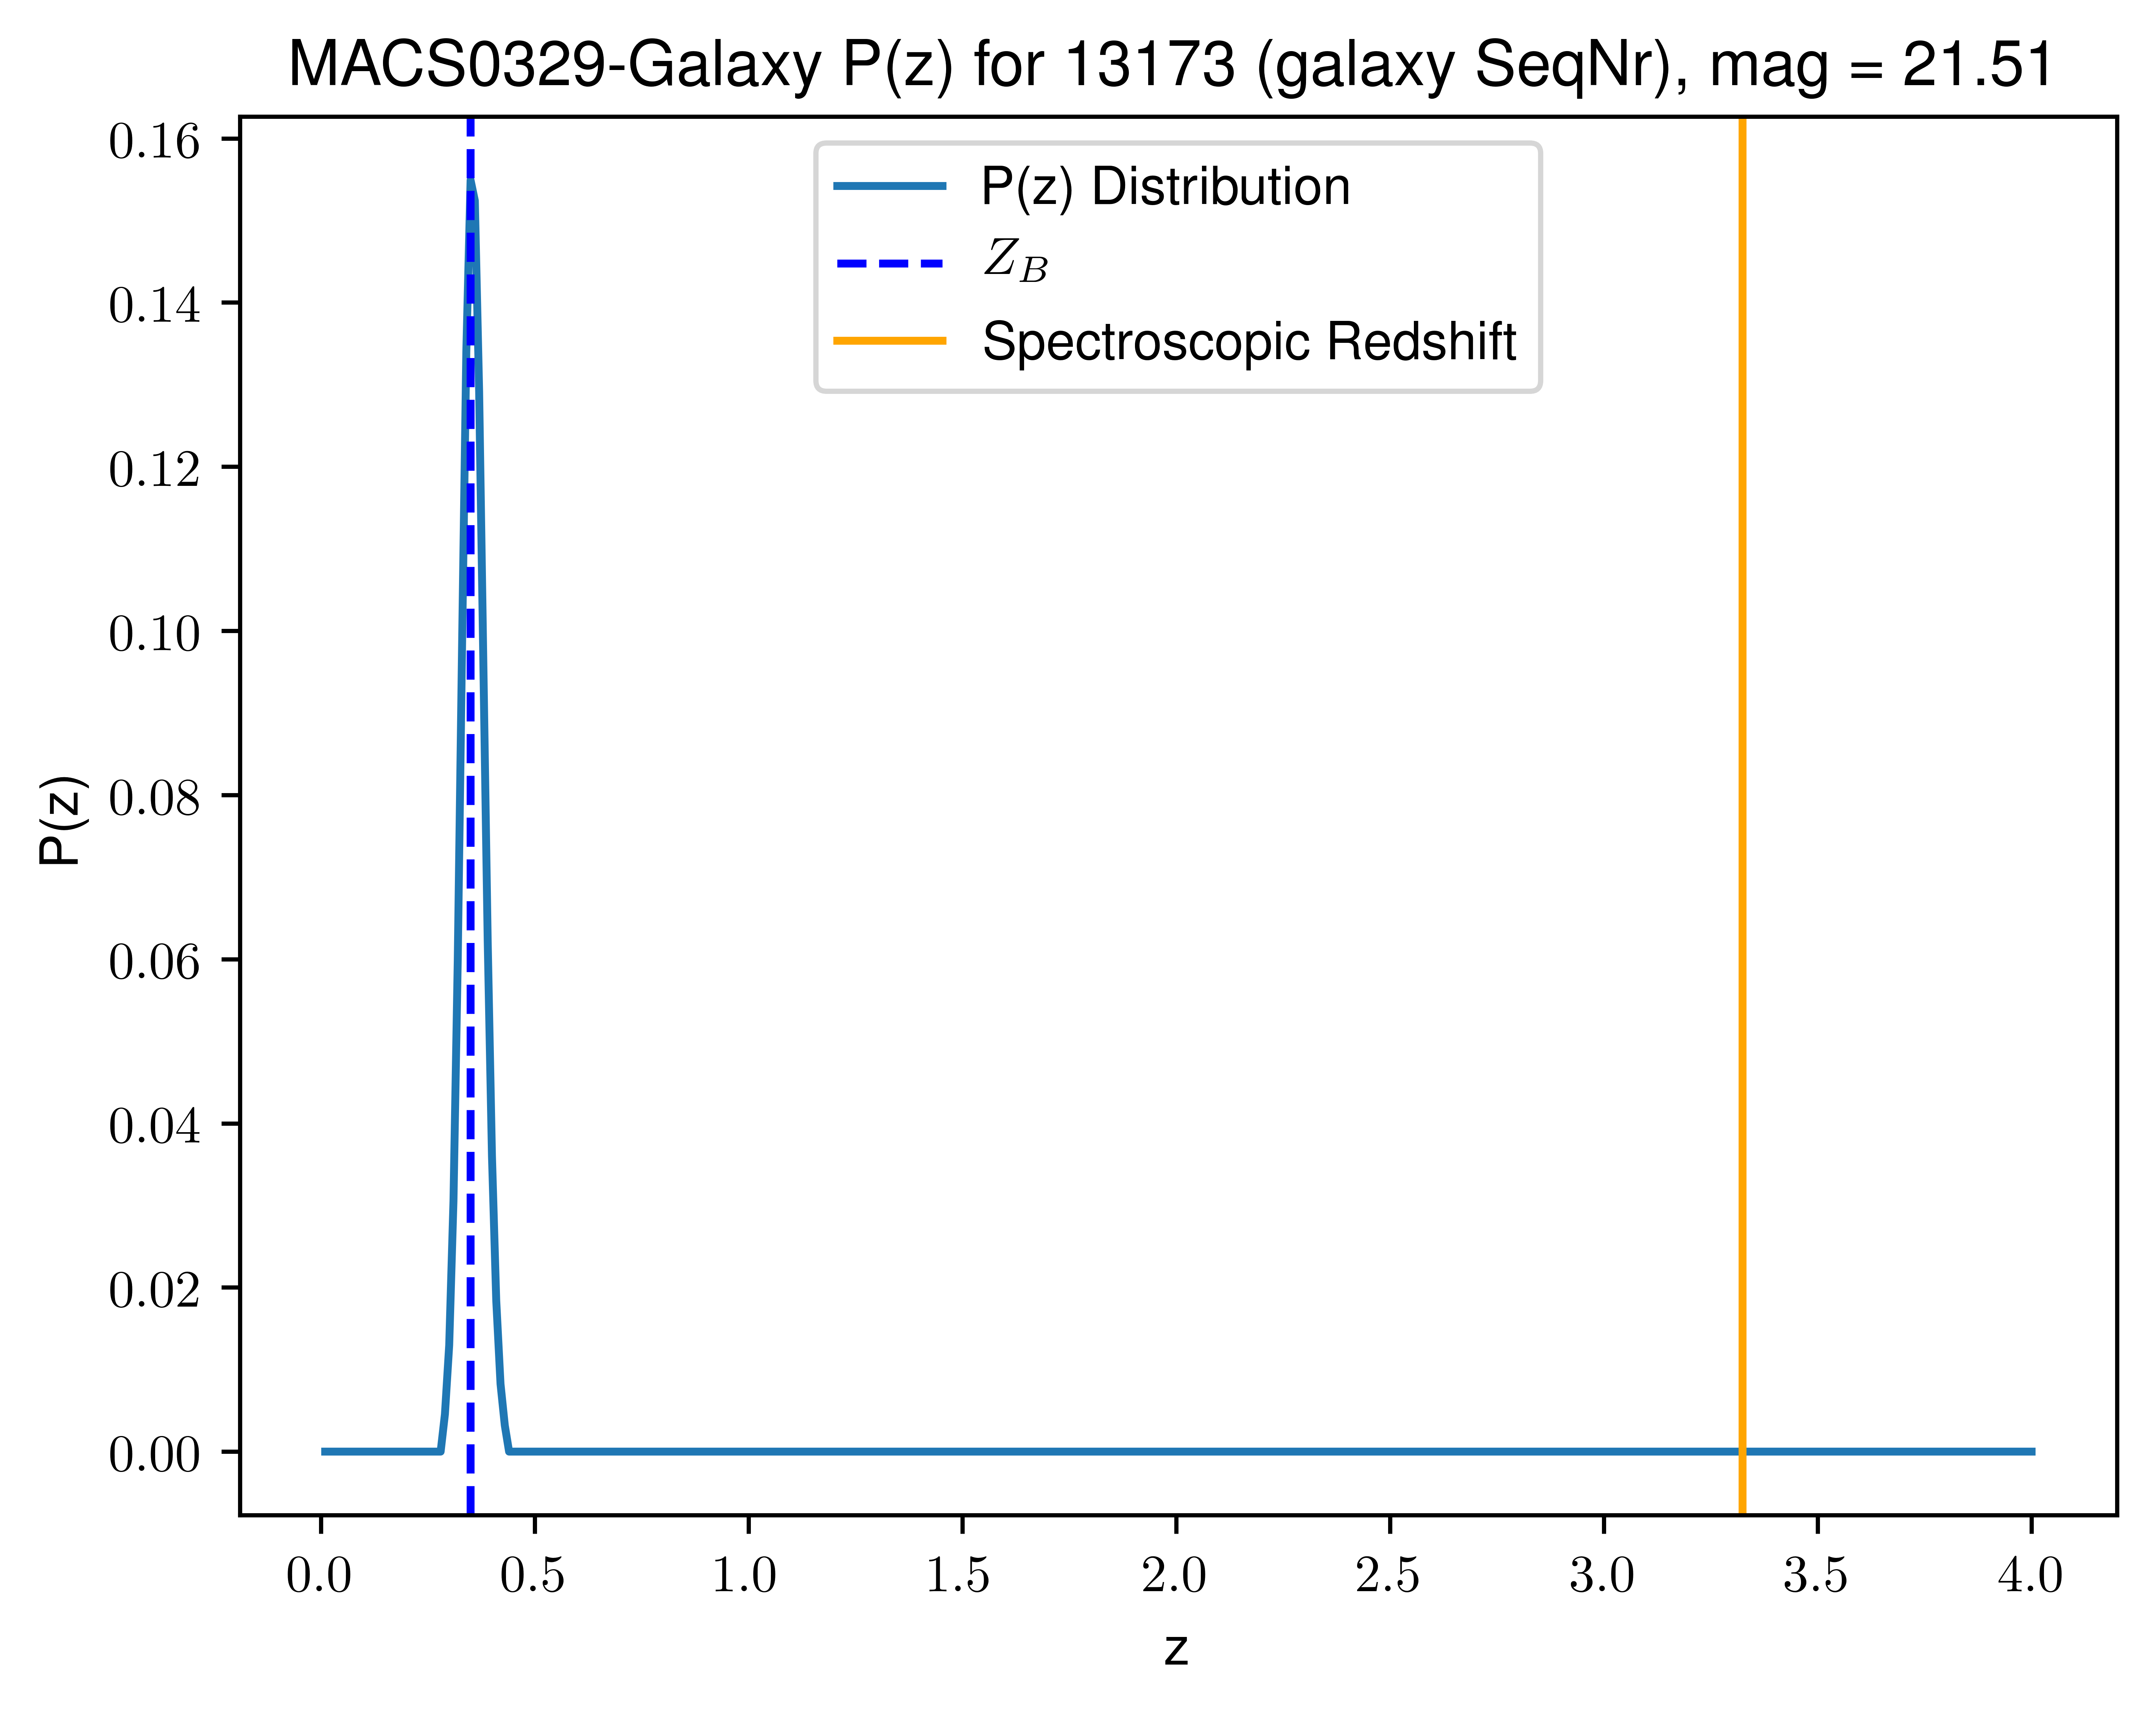 MACS0329-Galaxy P(z) for 13173 (galaxy SeqNr), mag = 21.51
P(z) Distribution
Z_B
Spectroscopic Redshift
P(z)
0.16
0.14
0.12
0.10
0.08
0.06
0.04
0.02
0.00
0.0 0.5 1.0 1.5 2.0 2.5 3.0 3.5 4.0
z